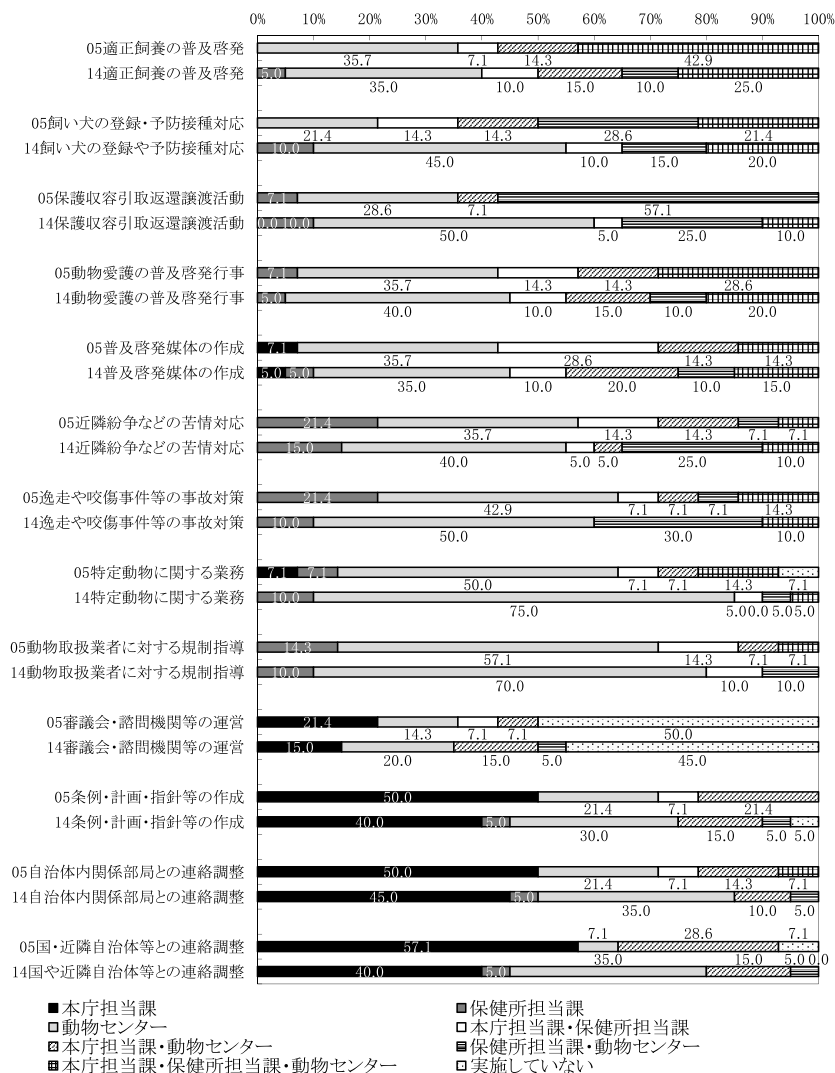 0% 10% 20% 30% 40% 50% 60% 70% 80% 90% 100%
05適正飼養の普及啓発
35.7 7.1 14.3 42.9
14適正飼養の普及啓発 5.0
35.0 10.0 15.0 10.0 25.0
05飼い犬の登録・予防接種対応
21.4 14.3 14.3 28.6 21.4
14飼い犬の登録や予防接種対応 10.0
45.0 10.0 15.0 20.0
05保護収容引取返還譲渡活動 7.1
28.6 7.1 57.1
14保護収容引取返還譲渡活動 0.0 10.0
50.0 5.0 25.0 10.0
05動物愛護の普及啓発行事 7.1
35.7 14.3 14.3 28.6
14動物愛護の普及啓発行事 5.0
40.0 10.0 15.0 10.0 20.0
05普及啓発媒体の作成 7.1
35.7 28.6 14.3 14.3
14普及啓発媒体の作成 5.0 5.0
35.0 10.0 20.0 10.0 15.0
05近隣紛争などの苦情対応 21.4
35.7 14.3 14.3 7.1 7.1
14近隣紛争などの苦情対応 15.0
40.0 5.0 5.0 25.0 10.0
05逸走や咬傷事件等の事故対策 21.4
42.9 7.1 7.1 7.1 14.3
14逸走や咬傷事件等の事故対策 10.0
50.0 30.0 10.0
05特定動物に関する業務 7.1 7.1
50.0 7.1 7.1 14.3 7.1
14特定動物に関する業務 10.0
75.0 5.0 0.0 5.0 5.0
05動物取扱業者に対する規制指導 14.3
57.1 14.3 7.1 7.1
14動物取扱業者に対する規制指導 10.0
70.0 10.0 10.0
05審議会・諮問機関等の運営 21.4
14.3 7.1 7.1 50.0
14審議会・諮問機関等の運営 15.0
20.0 15.0 5.0 45.0
05条例・計画・指針等の作成 50.0
21.4 7.1 21.4
14条例・計画・指針等の作成 40.0 5.0
30.0 15.0 5.0 5.0
05自治体内関係部局との連絡調整 50.0
21.4 7.1 14.3 7.1
14自治体内関係部局との連絡調整 45.0 5.0
35.0 10.0 5.0
7.1 28.6 7.1
05国・近隣自治体等との連絡調整 57.1
35.0 15.0 5.0 0.0
14国や近隣自治体等との連絡調整 40.0 5.0
本庁担当課 保健所担当課
動物センター 本庁担当課・保健所担当課
本庁担当課・動物センター 保健所担当課・動物センター
本庁担当課・保健所担当課・動物センター 実施していない